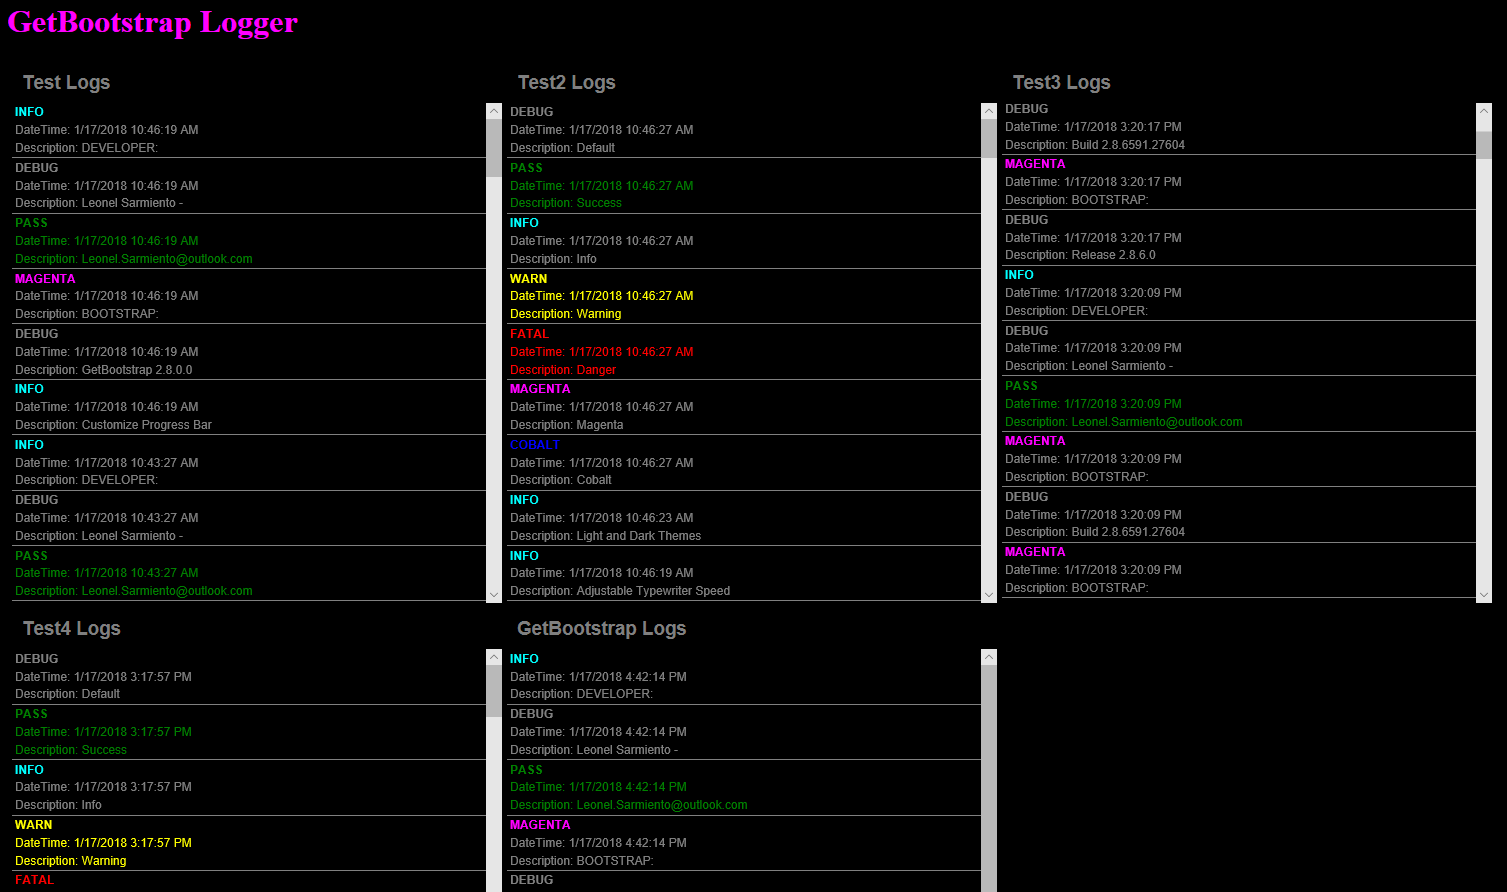 GetBootstrap Logger
Test Logs
INFO
DateTime: 1/17/2018 10:46:19 AM
Description: DEVELOPER:
DEBUG
DateTime: 1/17/2018 10:46:19 AM
Description: Leonel Sarmiento -
PASS
DateTime: 1/17/2018 10:46:19 AM
Description: Leonel.Sarmiento@outlook.com
MAGENTA
DateTime: 1/17/2018 10:46:19 AM
Description: BOOTSTRAP:
DEBUG
DateTime: 1/17/2018 10:46:19 AM
Description: GetBootstrap 2.8.0.0
INFO
DateTime: 1/17/2018 10:46:19 AM
Description: Customize Progress Bar
INFO
DateTime: 1/17/2018 10:43:27 AM
Description: DEVELOPER:
DEBUG
DateTime: 1/17/2018 10:43:27 AM
Description: Leonel Sarmiento -
PASS
DateTime: 1/17/2018 10:43:27 AM
Description: Leonel.Sarmiento@outlook.com
Test2 Logs
DEBUG
DateTime: 1/17/2018 10:46:27 AM
Description: Default
PASS
DateTime: 1/17/2018 10:46:27 AM
Description: Success
INFO
DateTime: 1/17/2018 10:46:27 AM
Description: Info
WARN
DateTime: 1/17/2018 10:46:27 AM
Description: Warning
FATAL
DateTime: 1/17/2018 10:46:27 AM
Description: Danger
MAGENTA
DateTime: 1/17/2018 10:46:27 AM
Description: Magenta
COBALT
DateTime: 1/17/2018 10:46:27 AM
Description: Cobalt
INFO
DateTime: 1/17/2018 10:46:23 AM
Description: Light and Dark Themes
INFO
DateTime: 1/17/2018 10:46:19 AM
Description: Adjustable Typewriter Speed
Test3 Logs
DEBUG
DateTime: 1/17/2018 3:20:17 PM
Description: Build 2.8.6591.27604
MAGENTA
DateTime: 1/17/2018 3:20:17 PM
Description: BOOTSTRAP:
DEBUG
DateTime: 1/17/2018 3:20:17 PM
Description: Release 2.8.6.0
INFO
DateTime: 1/17/2018 3:20:09 PM
Description: DEVELOPER:
DEBUG
DateTime: 1/17/2018 3:20:09 PM
Description: Leonel Sarmiento -
PASS
DateTime: 1/17/2018 3:20:09 PM
Description: Leonel.Sarmiento@outlook.com
MAGENTA
DateTime: 1/17/2018 3:20:09 PM
Description: BOOTSTRAP:
DEBUG
DateTime: 1/17/2018 3:20:09 PM
Description: Build 2.8.6591.27604
MAGENTA
DateTime: 1/17/2018 3:20:09 PM
Description: BOOTSTRAP:
Test4 Logs
DEBUG
DateTime: 1/17/2018 3:17:57 PM
Description: Default
PASS
DateTime: 1/17/2018 3:17:57 PM
Description: Success
INFO
DateTime: 1/17/2018 3:17:57 PM
Description: Info
WARN
DateTime: 1/17/2018 3:17:57 PM
Description: Warning
FATAL
GetBootstrap Logs
INFO
DateTime: 1/17/2018 4:42:14 PM
Description: DEVELOPER:
DEBUG
DateTime: 1/17/2018 4:42:14 PM
Description: Leonel Sarmiento -
PASS
DateTime: 1/17/2018 4:42:14 PM
Description: Leonel.Sarmiento@outlook.com
MAGENTA
DateTime: 1/17/2018 4:42:14 PM
Description: BOOTSTRAP:
DEBUG